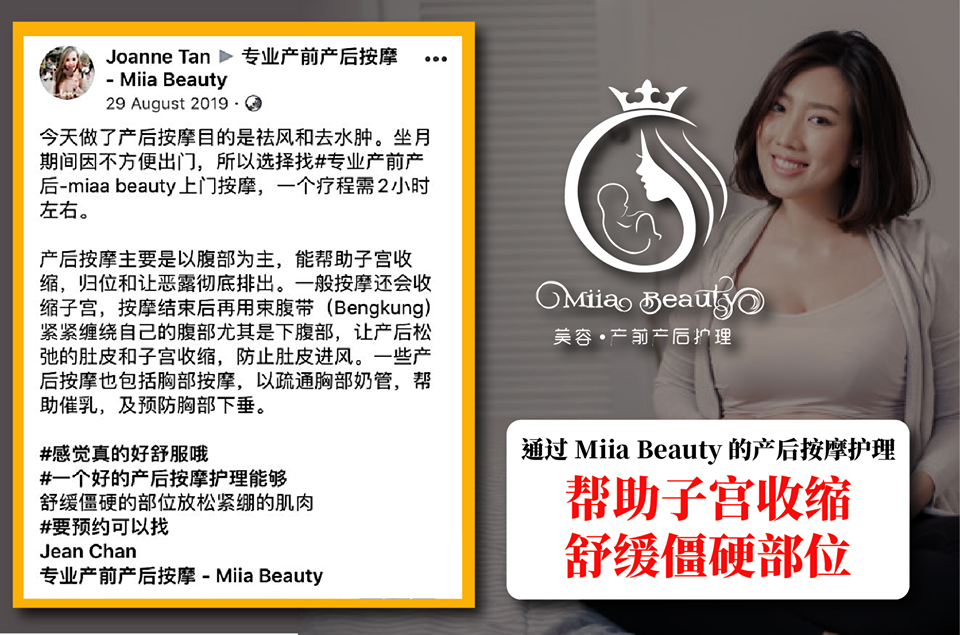 Joanne Tan ▶ 专业产前产后按摩
- Miia Beauty
29 August 2019 ·
今天做了产后按摩目的是祛风和去水肿。坐月
期间因不方便出门，所以选择找#专业产前产
后-miaa beauty上门按摩，一个疗程需2小时
左右。
产后按摩主要是以腹部为主，能帮助子宫收
缩，归位和让恶露彻底排出。一般按摩还会收
缩子宫，按摩结束后再用束腹带（Bengkung)
紧紧缠绕自己的腹部尤其是下腹部，让产后松
弛的肚皮和子宫收缩，防止肚皮进风。一些产
后按摩也包括胸部按摩，以疏通胸部奶管，帮
助催乳，及预防胸部下垂。
#感觉真的好舒服哦
#一个好的产后按摩护理能够
舒缓僵硬的部位放松紧绷的肌肉
#要预约可以找
Jean Chan
专业产前产后按摩 - Miia Beauty
Miia Beauty
美容•产前产后护理
通过 Miia Beauty 的产后按摩护理
帮助子宫收缩
舒缓僵硬部位